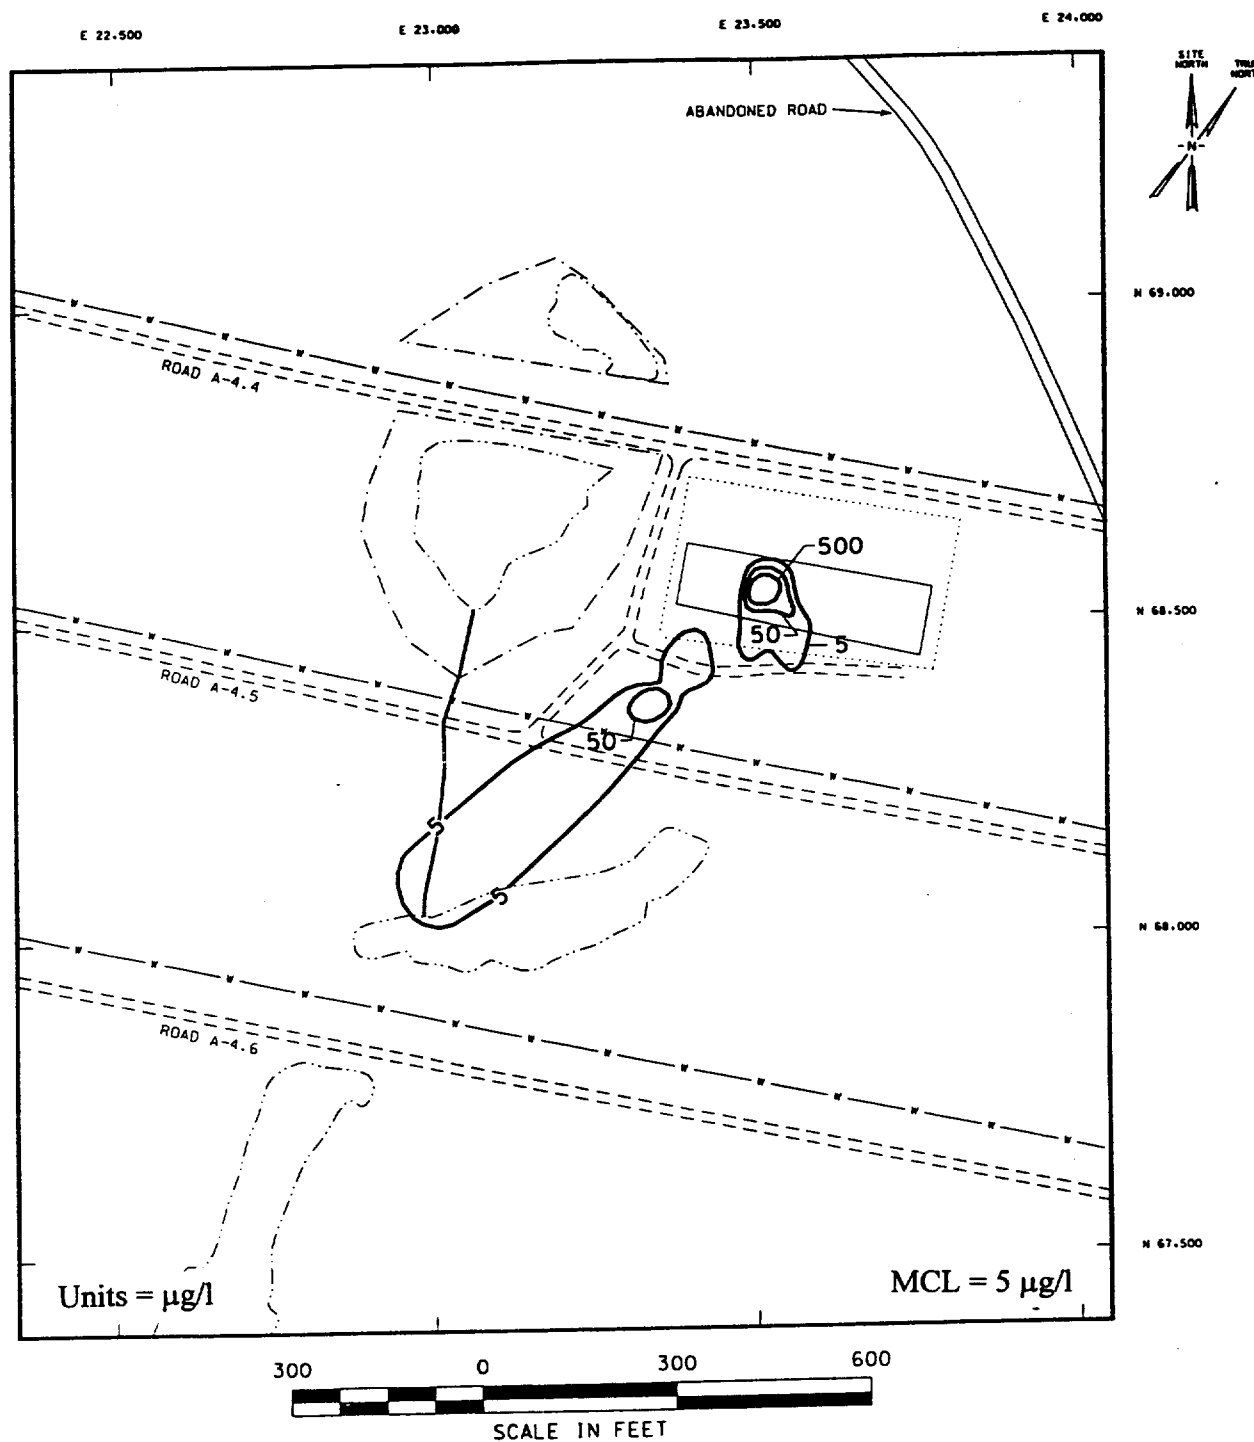 E 22.500
E 23.000
E 23.500
E 24.000
SITE
NORTH
TRUE
NORTH
ABANDONED ROAD
-N-
N 69.000
ROAD A-4.4
500
N 68.500
50
5
ROAD A-4.5
50
5
5
N 68.000
ROAD A-4.6
N 67.500
Units = µg/l
MCL = 5 µg/l
300 0 300 600
SCALE IN FEET